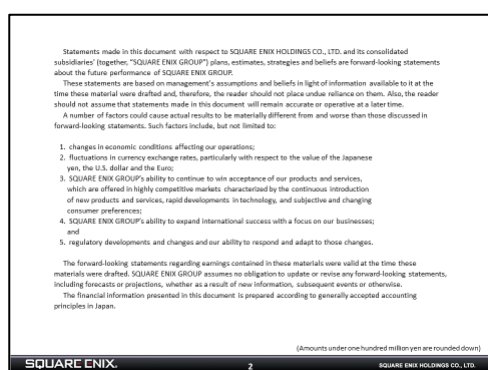 Statements made in this document with respect to SQUARE ENIX HOLDINGS CO., LTD. and its consolidated
subsidiaries' (together, "SQUARE ENIX GROUP") plans, estimates, strategies and beliefs are forward-looking statements
about the future performance of SQUARE ENIX GROUP.
These statements are based on management's assumptions and beliefs in light of information available to it at the
time these material were drafted and, therefore, the reader should not place undue reliance on them. Also, the reader
should not assume that statements made in this document will remain accurate or operative at a later time.
A number of factors could cause actual results to be materially different from and worse than those discussed in
forward-looking statements. Such factors include, but not limited to:
1. changes in economic conditions affecting our operations;
2. fluctuations in currency exchange rates, particularly with respect to the value of the Japanese
yen, the U.S. dollar and the Euro;
3. SQUARE ENIX GROUP's ability to continue to win acceptance of our products and services,
which are offered in highly competitive markets characterized by the continuous introduction
of new products and services, rapid developments in technology, and subjective and changing
consumer preferences;
4. SQUARE ENIX GROUP's ability to expand international success with a focus on our businesses;
and
5. regulatory developments and changes and our ability to respond and adapt to those changes.
The forward-looking statements regarding earnings contained in these materials were valid at the time these
materials were drafted. SQUARE ENIX GROUP assumes no obligation to update or revise any forward-looking statements,
including forecasts or projections, whether as a result of new information, subsequent events or otherwise.
The financial information presented in this document is prepared according to generally accepted accounting
principles in Japan.
(Amounts under one hundred million yen are rounded down)
SQUARE ENIX. 2 SQUARE ENIX HOLDINGS CO., LTD.